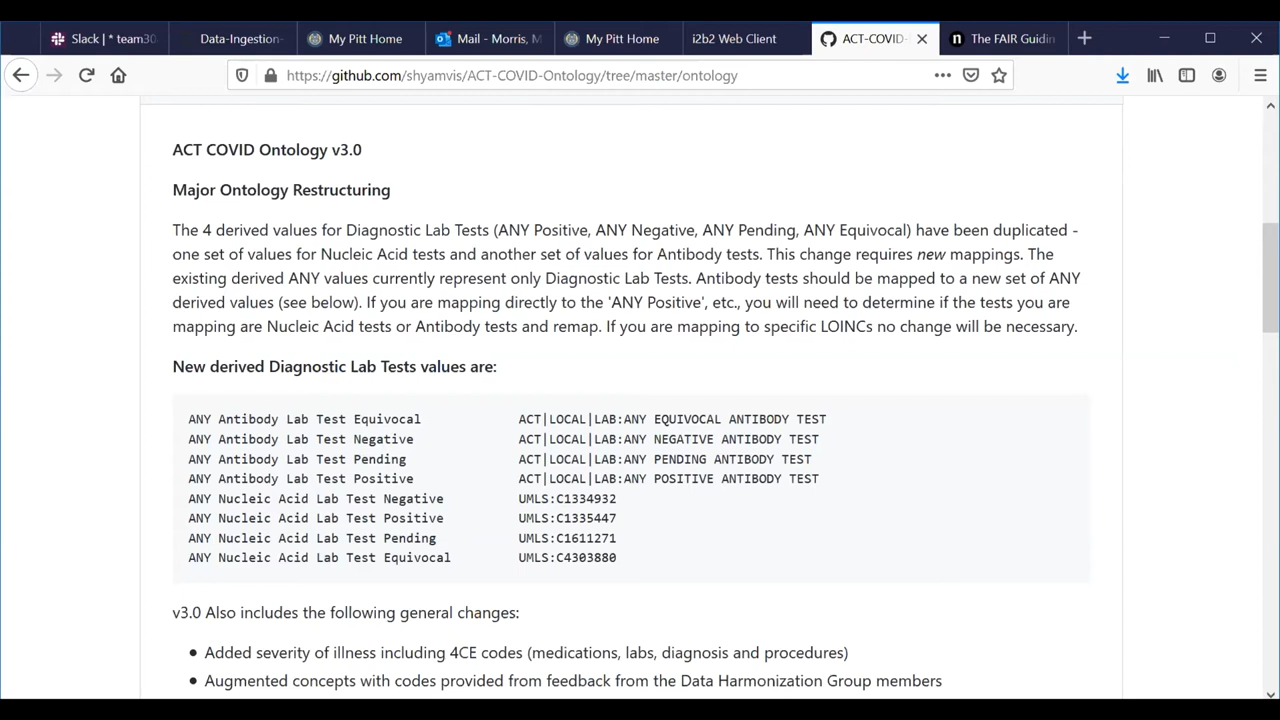 Slack | * team30
Data-Ingestion-
My Pitt Home
Mail - Morris, M
My Pitt Home
i2b2 Web Client
ACT-COVID-
The FAIR Guidin
https://github.com/shyamvis/ACT-COVID-Ontology/tree/master/ontology
ACT COVID Ontology v3.0
Major Ontology Restructuring
The 4 derived values for Diagnostic Lab Tests (ANY Positive, ANY Negative, ANY Pending, ANY Equivocal) have been duplicated -
one set of values for Nucleic Acid tests and another set of values for Antibody tests. This change requires new mappings. The
existing derived ANY values currently represent only Diagnostic Lab Tests. Antibody tests should be mapped to a new set of ANY
derived values (see below). If you are mapping directly to the 'ANY Positive', etc., you will need to determine if the tests you are
mapping are Nucleic Acid tests or Antibody tests and remap. If you are mapping to specific LOINCs no change will be necessary.
New derived Diagnostic Lab Tests values are:
ANY Antibody Lab Test Equivocal ACT|LOCAL|LAB:ANY EQUIVOCAL ANTIBODY TEST
ANY Antibody Lab Test Negative ACT|LOCAL|LAB:ANY NEGATIVE ANTIBODY TEST
ANY Antibody Lab Test Pending ACT|LOCAL|LAB:ANY PENDING ANTIBODY TEST
ANY Antibody Lab Test Positive ACT|LOCAL|LAB:ANY POSITIVE ANTIBODY TEST
ANY Nucleic Acid Lab Test Negative UMLS:C1334932
ANY Nucleic Acid Lab Test Positive UMLS:C1335447
ANY Nucleic Acid Lab Test Pending UMLS:C1611271
ANY Nucleic Acid Lab Test Equivocal UMLS:C4303880
v3.0 Also includes the following general changes:
● Added severity of illness including 4CE codes (medications, labs, diagnosis and procedures)
● Augmented concepts with codes provided from feedback from the Data Harmonization Group members